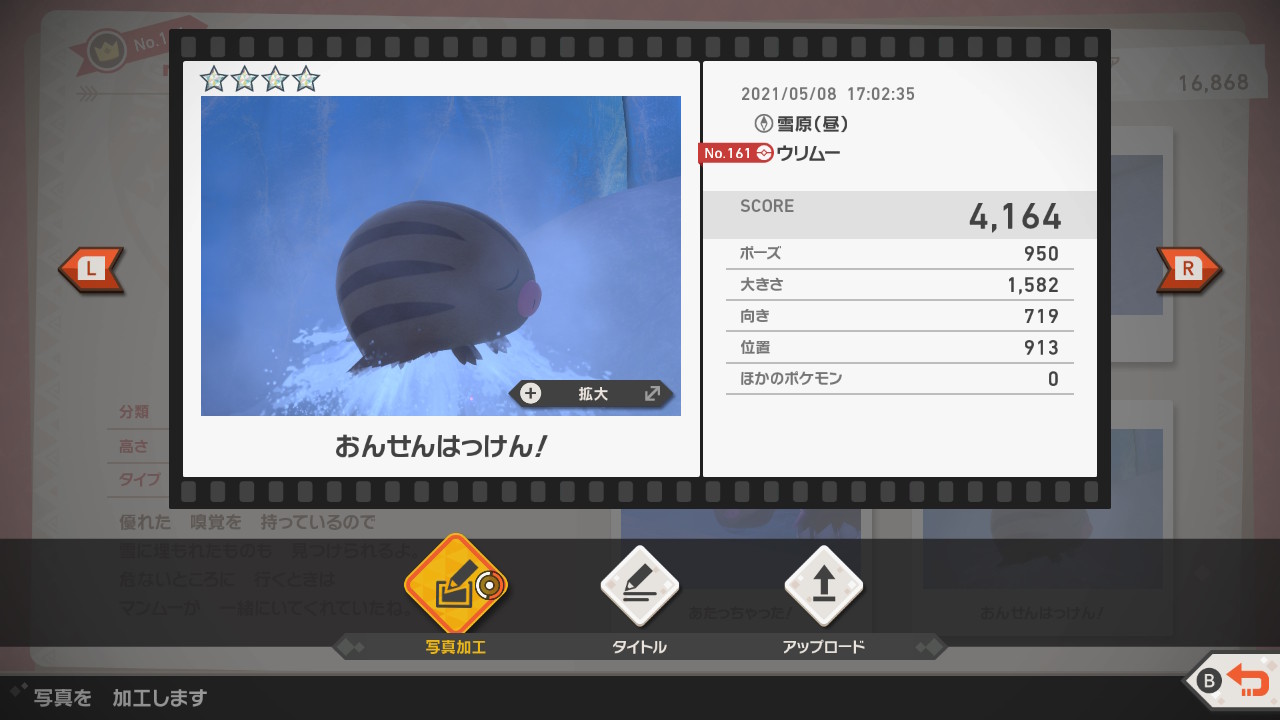 No.1
16,868
2021/05/08 17:02:35
雪原(昼)
No.161 ウリムー
SCORE 4,164
ポーズ 950
大きさ 1,582
向き 719
位置 913
ほかのポケモン 0
+ 拡大
おんせんはっけん!
L
R
分類
高さ
タイプ
優れた 嗅覚を 持っているので
見つけられるよ。
危ないところに 行くときは
マンムーが 一緒にいてくれていたね。
あたっちゃった!
おんせんはっけん!
写真加工
タイトル
アップロード
写真を 加工します
B